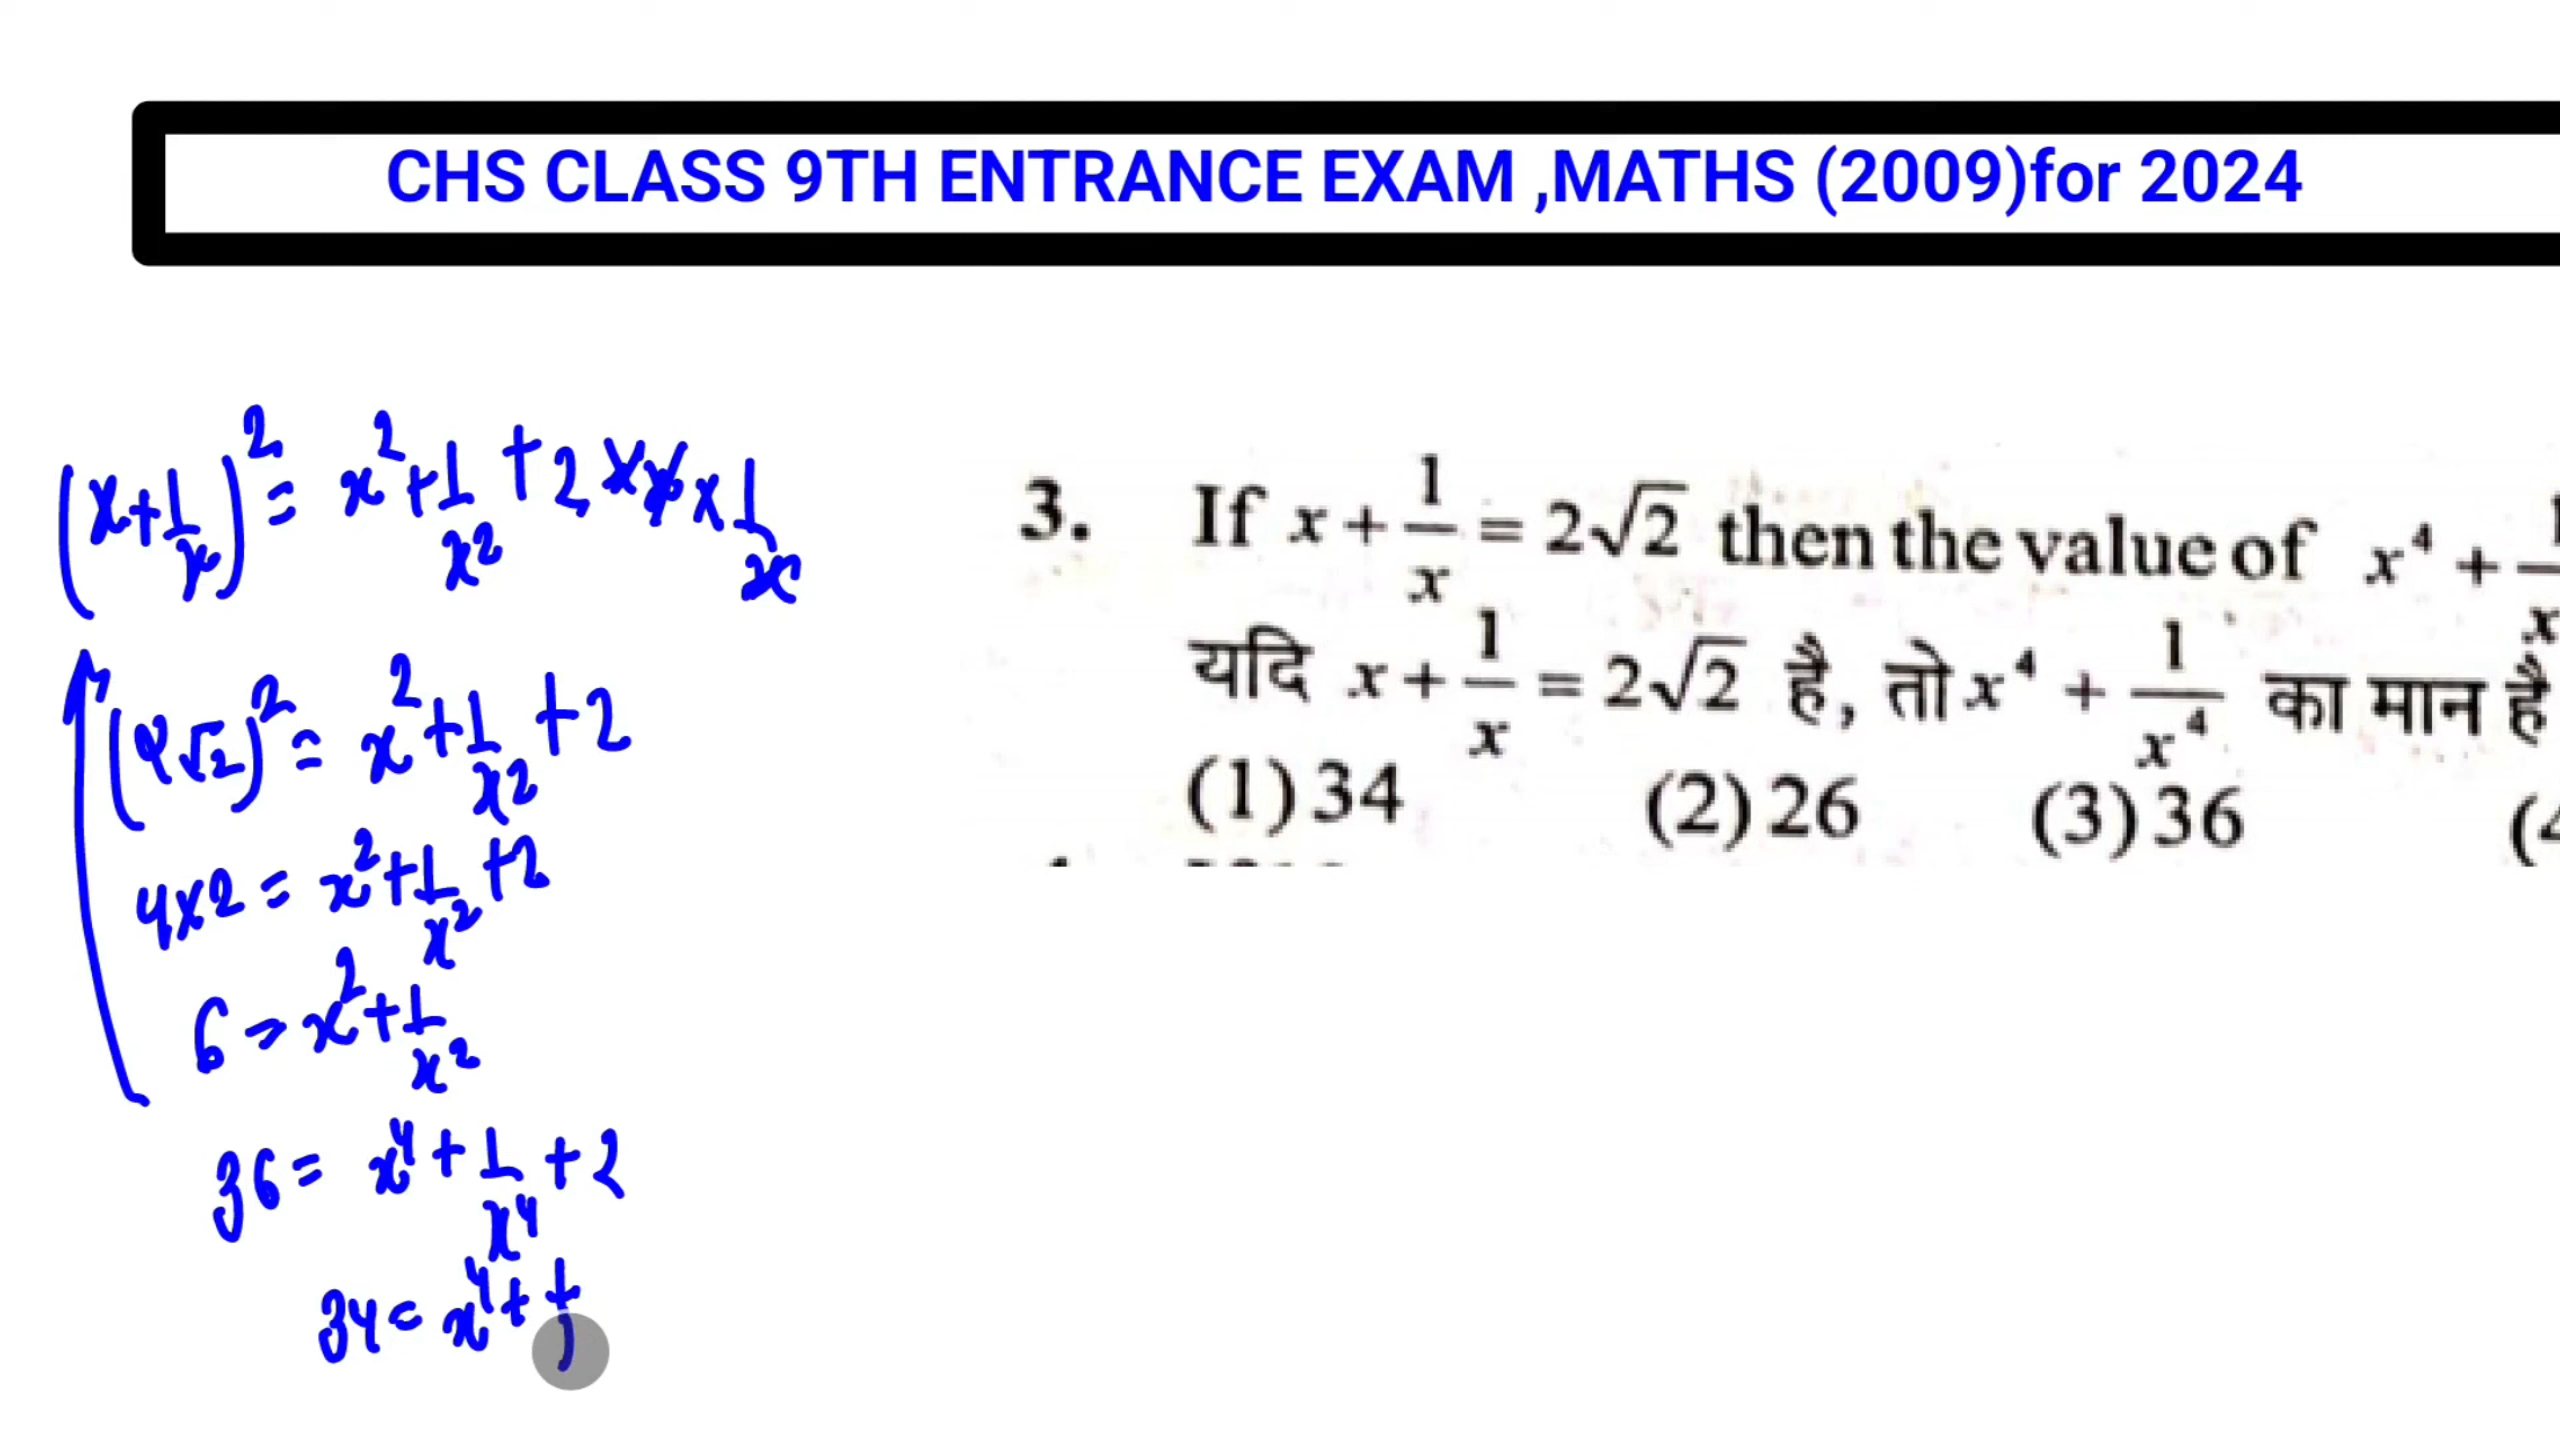 CHS CLASS 9TH ENTRANCE EXAM ,MATHS (2009)for 2024
(x+1/x)² = x²+1/x² +2×x×1/x
(2√2)² = x²+1/x²+2
4x2 = x²+1/x²+2
6 = x²+1/x²
36 = x⁴+1/x⁴+2
34 = x⁴+1
3. If x + 1/x = 2√2 then the value of x⁴ + 1/x
यदि x + 1/x = 2√2 है, तो x⁴ + 1/x⁴ का मान है
(1) 34 (2) 26 (3) 36 (4